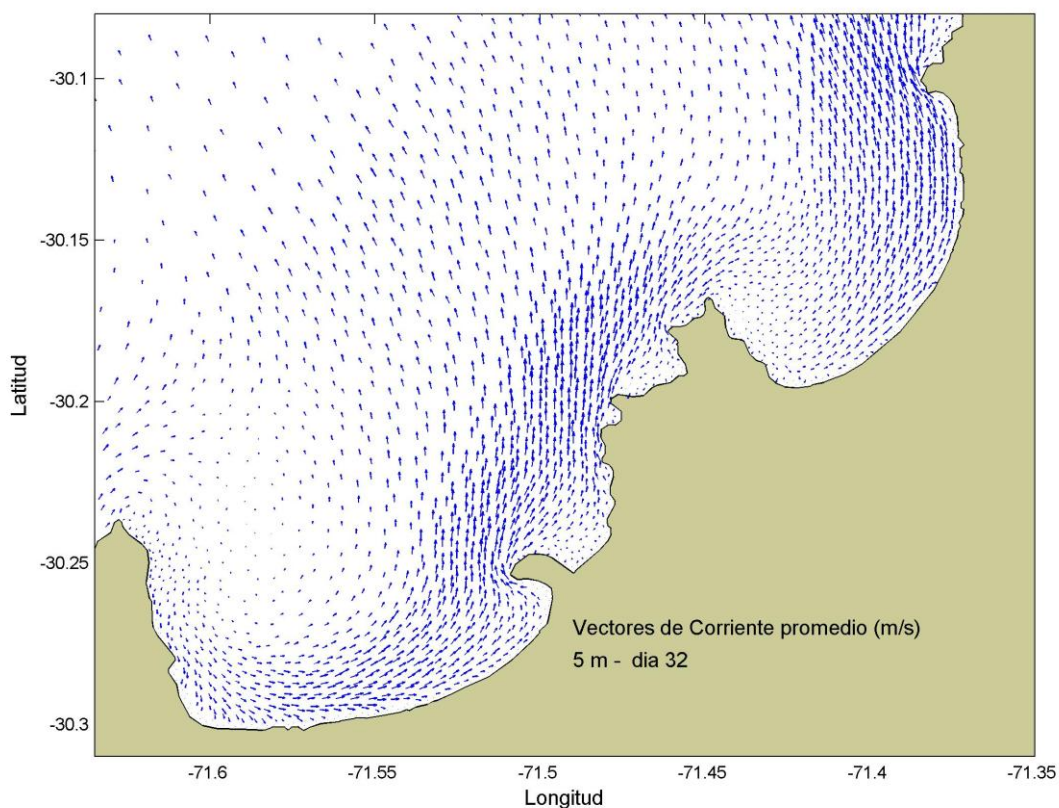 -30.1
-30.15
-30.2
-30.25
-30.3
Latitud
Vectores de Corriente promedio (m/s)
5 m - dia 32
-71.6
-71.55
-71.5
-71.45
-71.4
-71.35
Longitud